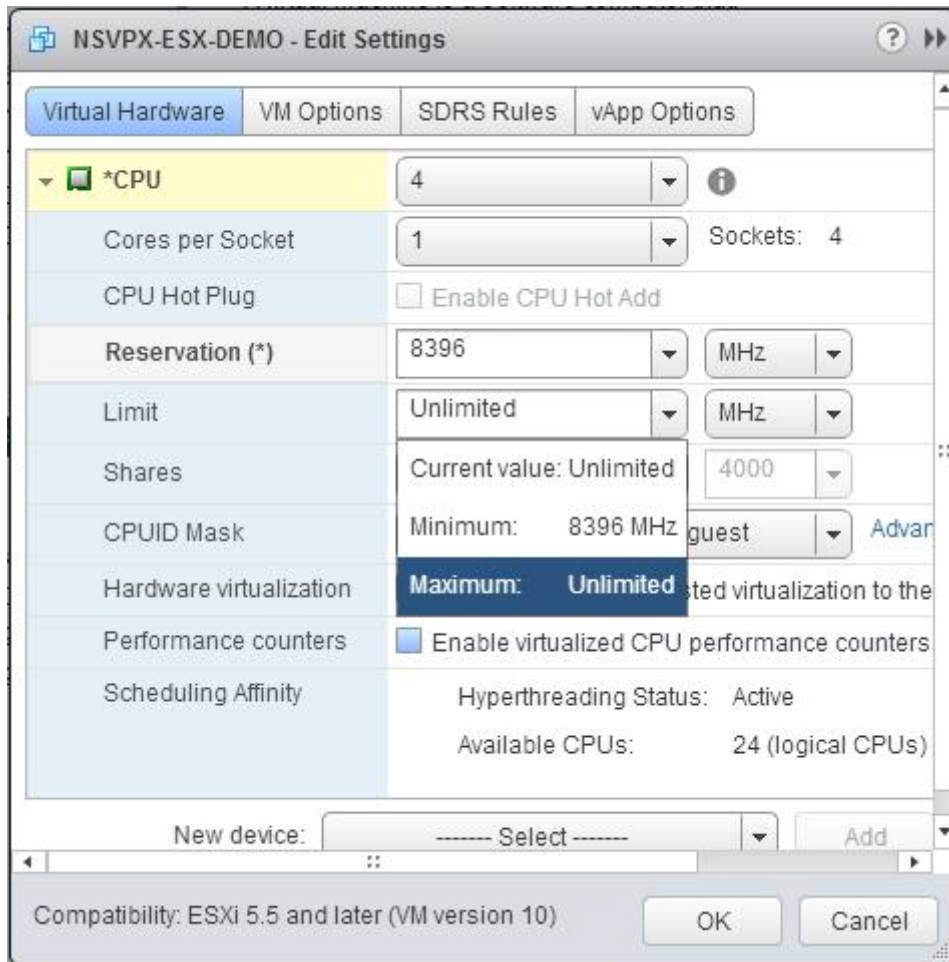 NSVPX-ESX-DEMO - Edit Settings ?
Virtual Hardware VM Options SDRS Rules vApp Options
*CPU 4
Cores per Socket 1 Sockets: 4
CPU Hot Plug Enable CPU Hot Add
Reservation (*) 8396 MHz
Limit Unlimited MHz
Current value: Unlimited
Shares 4000
Minimum: 8396 MHz
CPUID Mask guest Advan
Maximum: Unlimited
Hardware virtualization ted virtualization to the
Performance counters Enable virtualized CPU performance counters
Scheduling Affinity Hyperthreading Status: Active
Available CPUs: 24 (logical CPUs)
New device: ------- Select ------- Add
Compatibility: ESXi 5.5 and later (VM version 10) OK Cancel